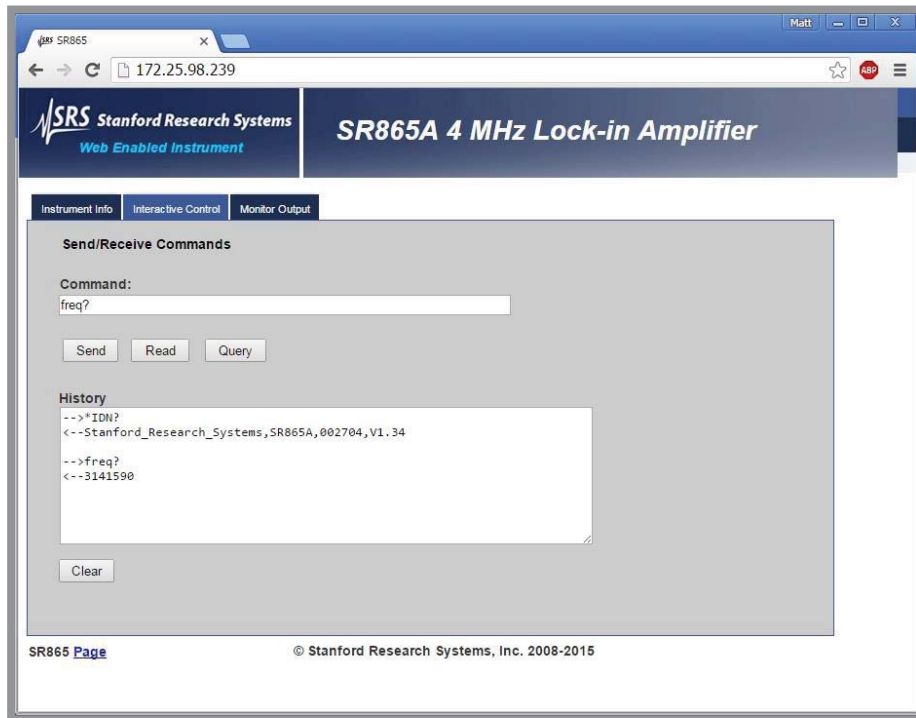 Matt
SRS SR865
172.25.98.239
ABP
SRS Stanford Research Systems
Web Enabled Instrument
SR865A 4 MHz Lock-in Amplifier
Instrument Info Interactive Control Monitor Output
Send/Receive Commands
Command:
freq?
Send Read Query
History
-->*IDN?
<--Stanford_Research_Systems,SR865A,002704,V1.34
-->freq?
<--3141590
Clear
SR865 Page © Stanford Research Systems, Inc. 2008-2015